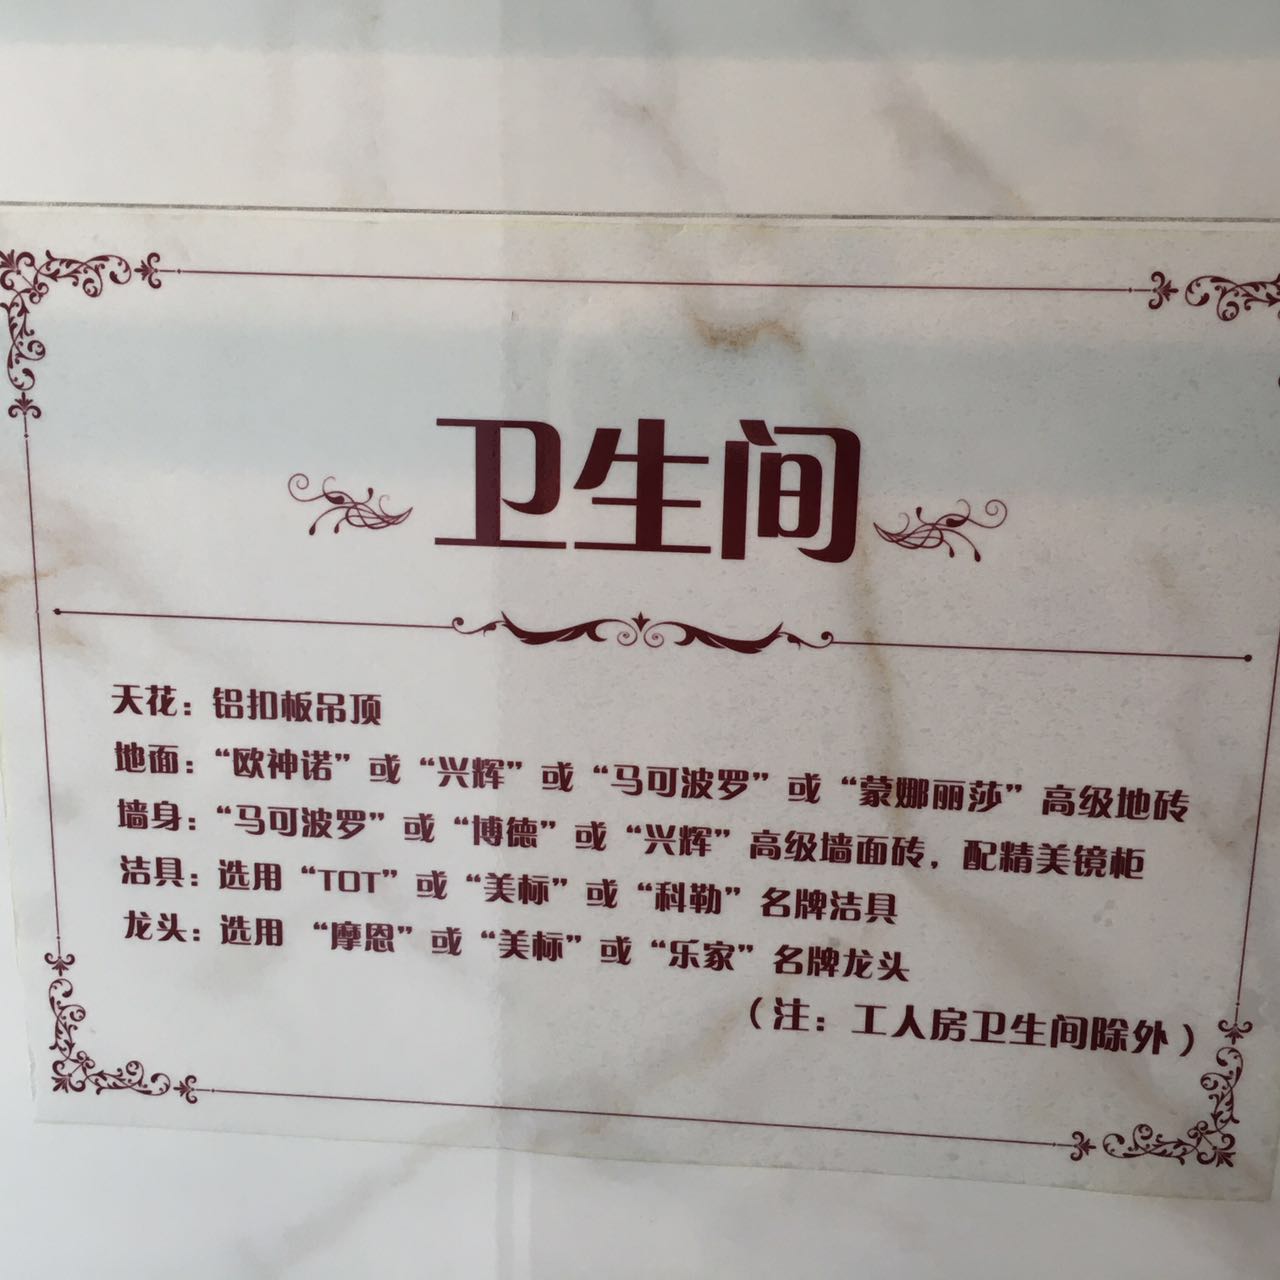 卫生间
天花：铝扣板吊顶
地面：“欧神诺”或“兴辉”或“马可波罗”或“蒙娜丽莎”高级地砖
墙身：“马可波罗”或“博德”或“兴辉”高级墙面砖，配精美镜柜
洁具：选用“TOT”或“美标”或“科勒”名牌洁具
龙头：选用 “摩恩”或“美标”或“乐家”名牌龙头
（注：工人房卫生间除外）